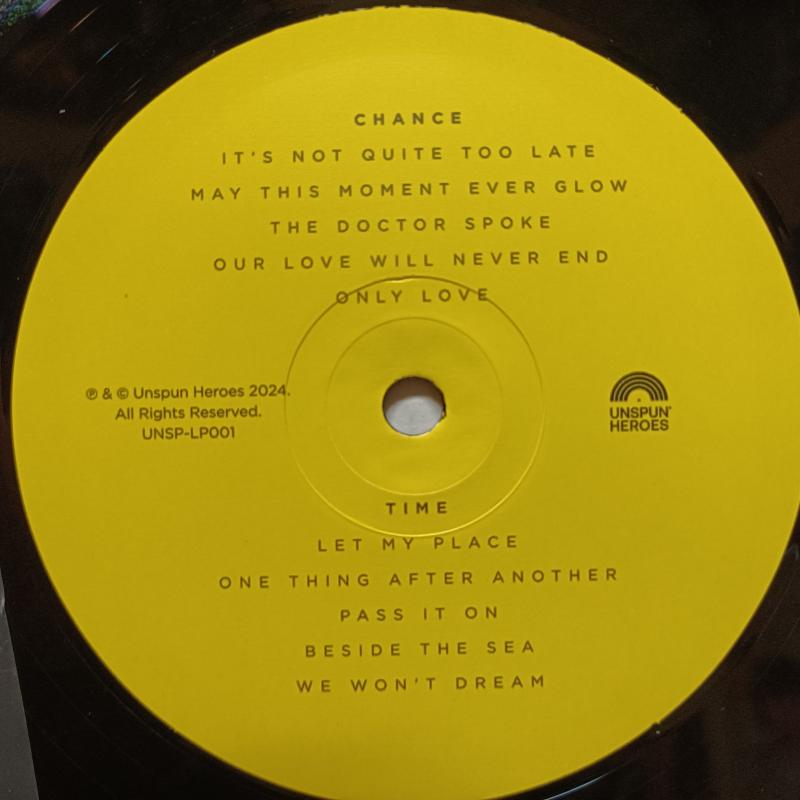 CHANCE
IT'S NOT QUITE TOO LATE
MAY THIS MOMENT EVER GLOW
THE DOCTOR SPOKE
OUR LOVE WILL NEVER END
ONLY LOVE
℗ & © Unspun Heroes 2024.
All Rights Reserved.
UNSP-LP001
UNSPUN
HEROES
TIME
LET MY PLACE
ONE THING AFTER ANOTHER
PASS IT ON
BESIDE THE SEA
WE WON'T DREAM